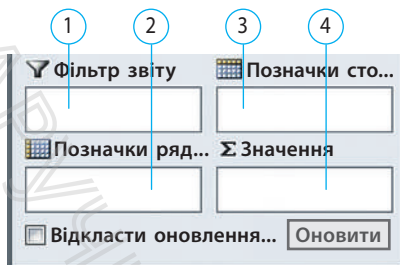 1 2 3 4
Фільтр звіту Позначки сто...
Позначки ряд... Σ Значення
Відкласти оновлення... Оновити